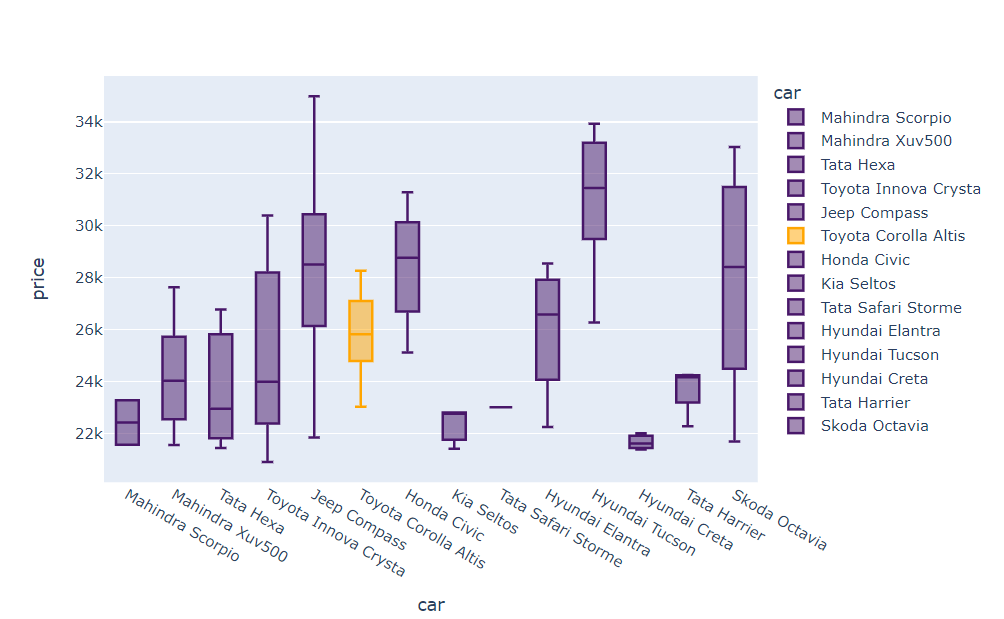 34k
32k
30k
28k
26k
24k
22k
price
Mahindra Scorpio
Mahindra Xuv500
Tata Hexa
Toyota Innova Crysta
Jeep Compass
Toyota Corolla Altis
Honda Civic
Kia Seltos
Tata Safari Storme
Hyundai Elantra
Hyundai Tucson
Hyundai Creta
Tata Harrier
Skoda Octavia
car
car
Mahindra Scorpio
Mahindra Xuv500
Tata Hexa
Toyota Innova Crysta
Jeep Compass
Toyota Corolla Altis
Honda Civic
Kia Seltos
Tata Safari Storme
Hyundai Elantra
Hyundai Tucson
Hyundai Creta
Tata Harrier
Skoda Octavia